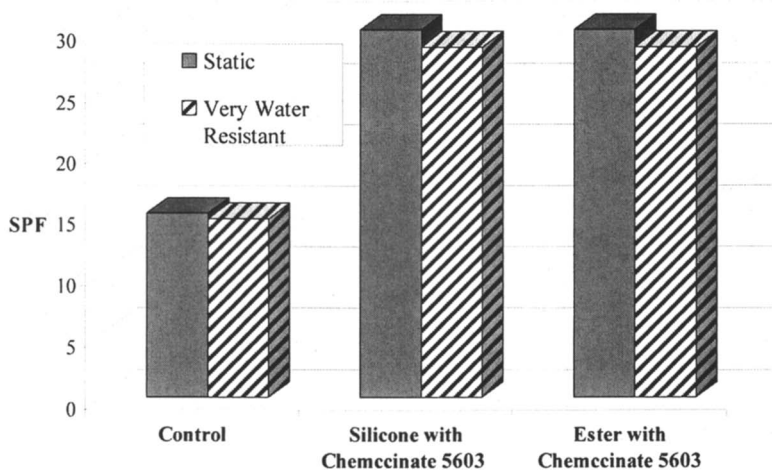 30
Static
25
Very Water
Resistant
20
SPF
15
10
5
0
Control
Silicone with
Chemccinate 5603
Ester with
Chemccinate 5603